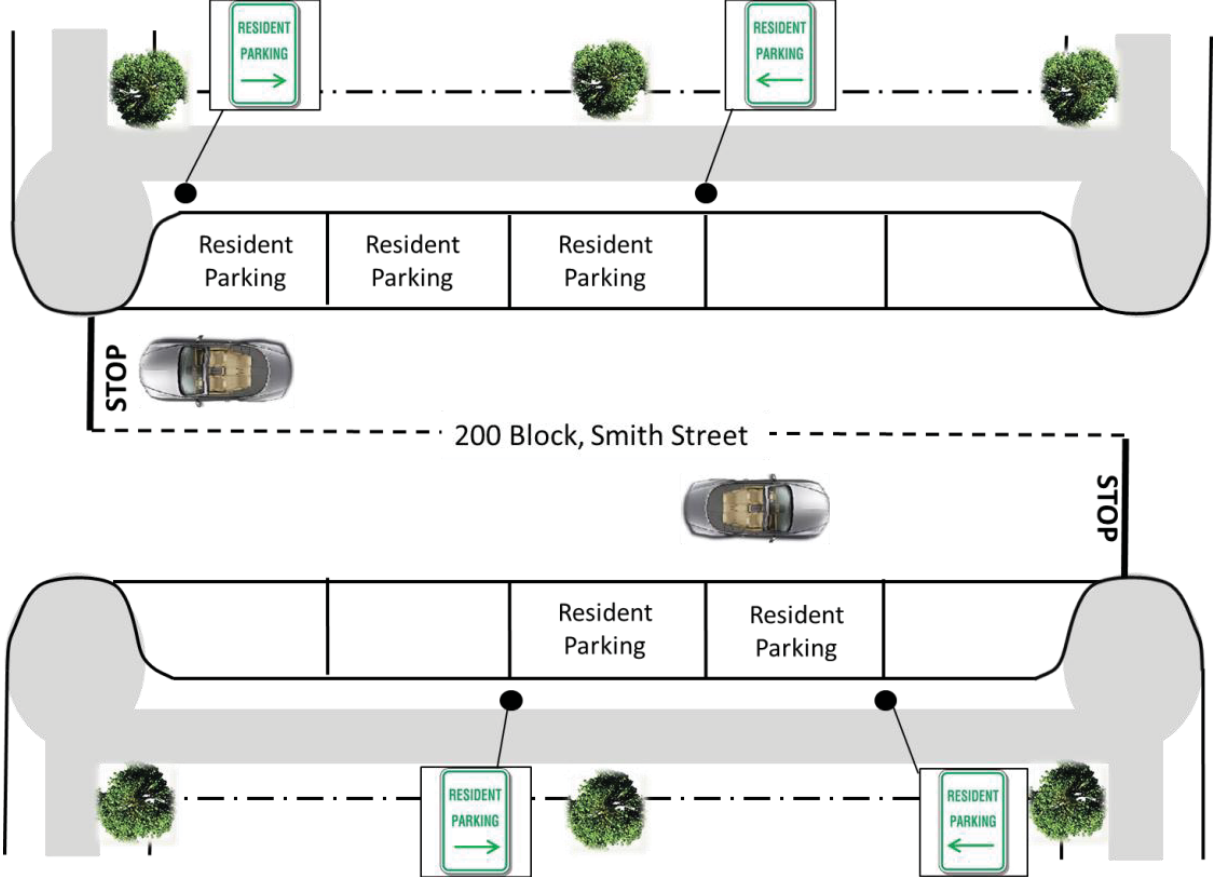 RESIDENT
PARKING
RESIDENT
PARKING
Resident
Parking
Resident
Parking
Resident
Parking
STOP
200 Block, Smith Street
STOP
Resident
Parking
Resident
Parking
RESIDENT
PARKING
RESIDENT
PARKING